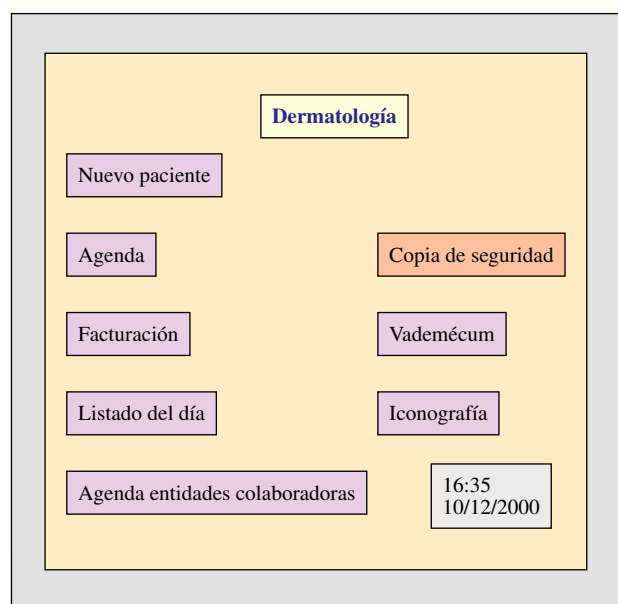 Dermatología
Nuevo paciente
Agenda
Copia de seguridad
Facturación
Vademécum
Listado del día
Iconografía
Agenda entidades colaboradoras
16:35
10/12/2000